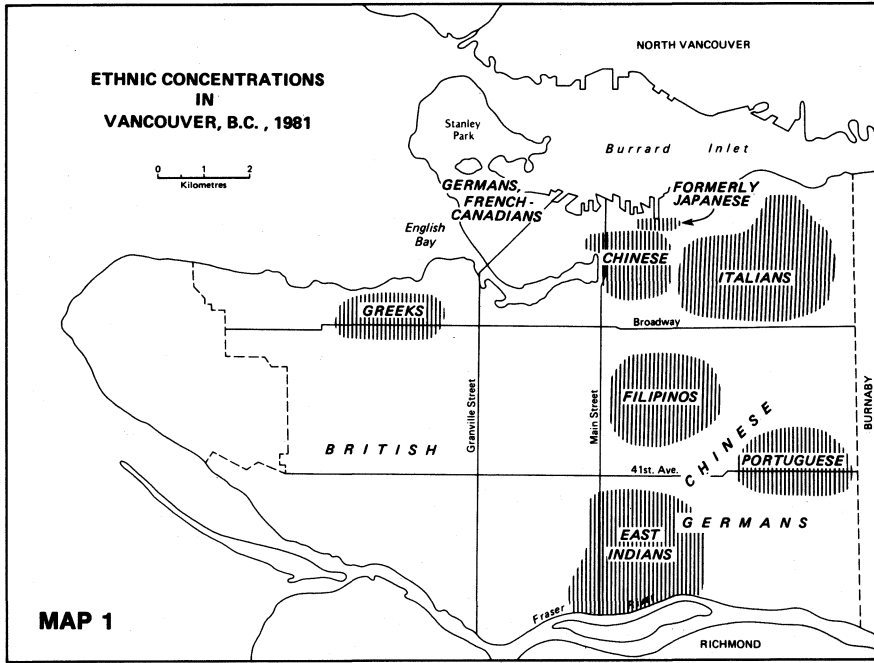 ETHNIC CONCENTRATIONS
IN
VANCOUVER, B.C., 1981
0 1 2
Kilometres
NORTH VANCOUVER
Stanley
Park
Burrard Inlet
GERMANS,
FRENCH-
CANADIANS
FORMERLY
JAPANESE
English
Bay
CHINESE
ITALIANS
GREEKS
Broadway
Granville Street
Main Street
BURNABY
FILIPINOS
CHINESE
BRITISH
41st. Ave.
PORTUGUESE
GERMANS
EAST
INDIANS
Fraser River
MAP 1
RICHMOND